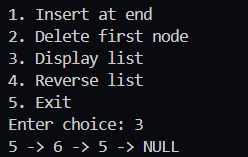 1. Insert at end
2. Delete first node
3. Display list
4. Reverse list
5. Exit
Enter choice: 3
5 -> 6 -> 5 -> NULL